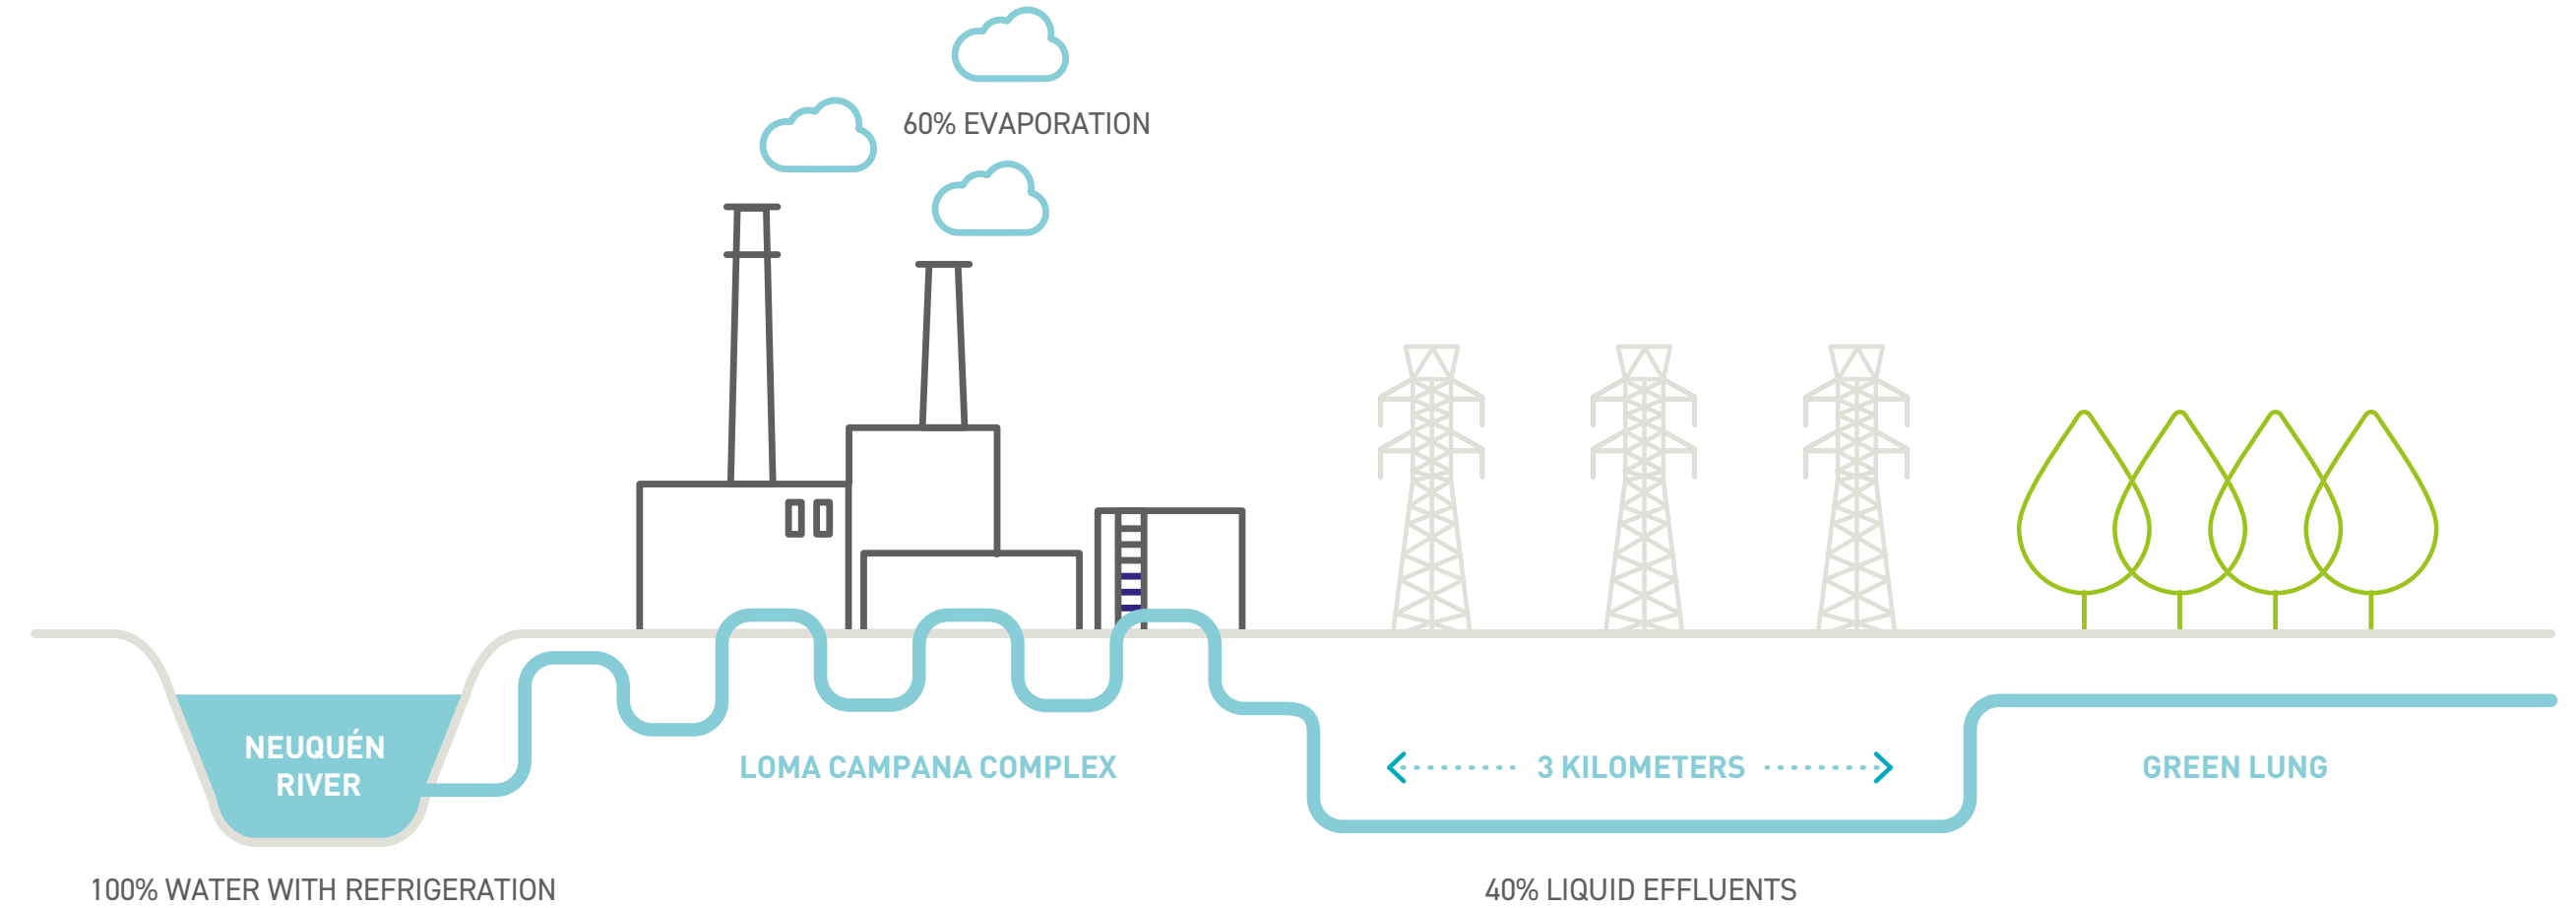 60% EVAPORATION
NEUQUÉN
RIVER
LOMA CAMPANA COMPLEX
3 KILOMETERS
GREEN LUNG
100% WATER WITH REFRIGERATION
40% LIQUID EFFLUENTS